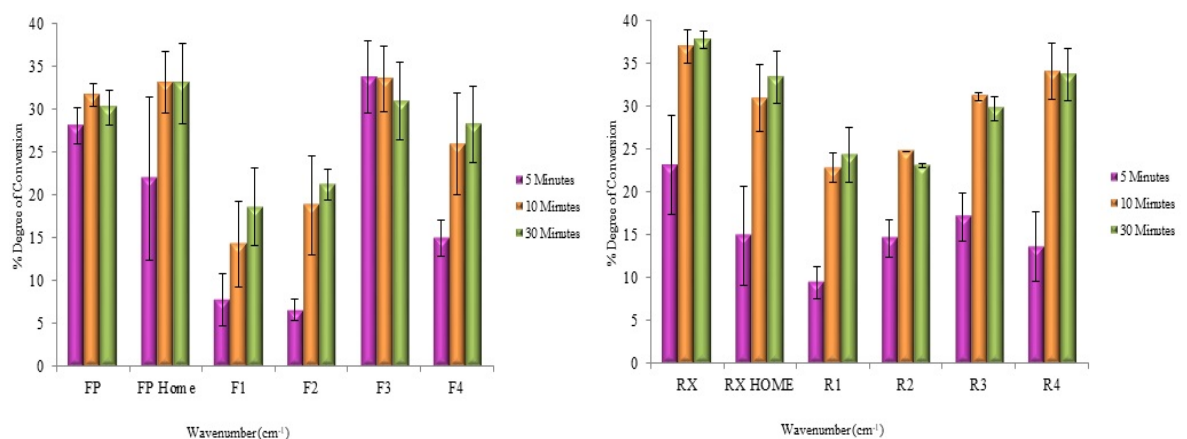 40
35
30
25
20
15
10
5
0
% Degree of Conversion
FP FP Home F1 F2 F3 F4
Wavenumber (cm-1)
5 Minutes
10 Minutes
30 Minutes
40
35
30
25
20
15
10
5
0
% Degree of Conversion
RX RX HOME R1 R2 R3 R4
Wavenumber (cm-1)
5 Minutes
10 Minutes
30 Minutes